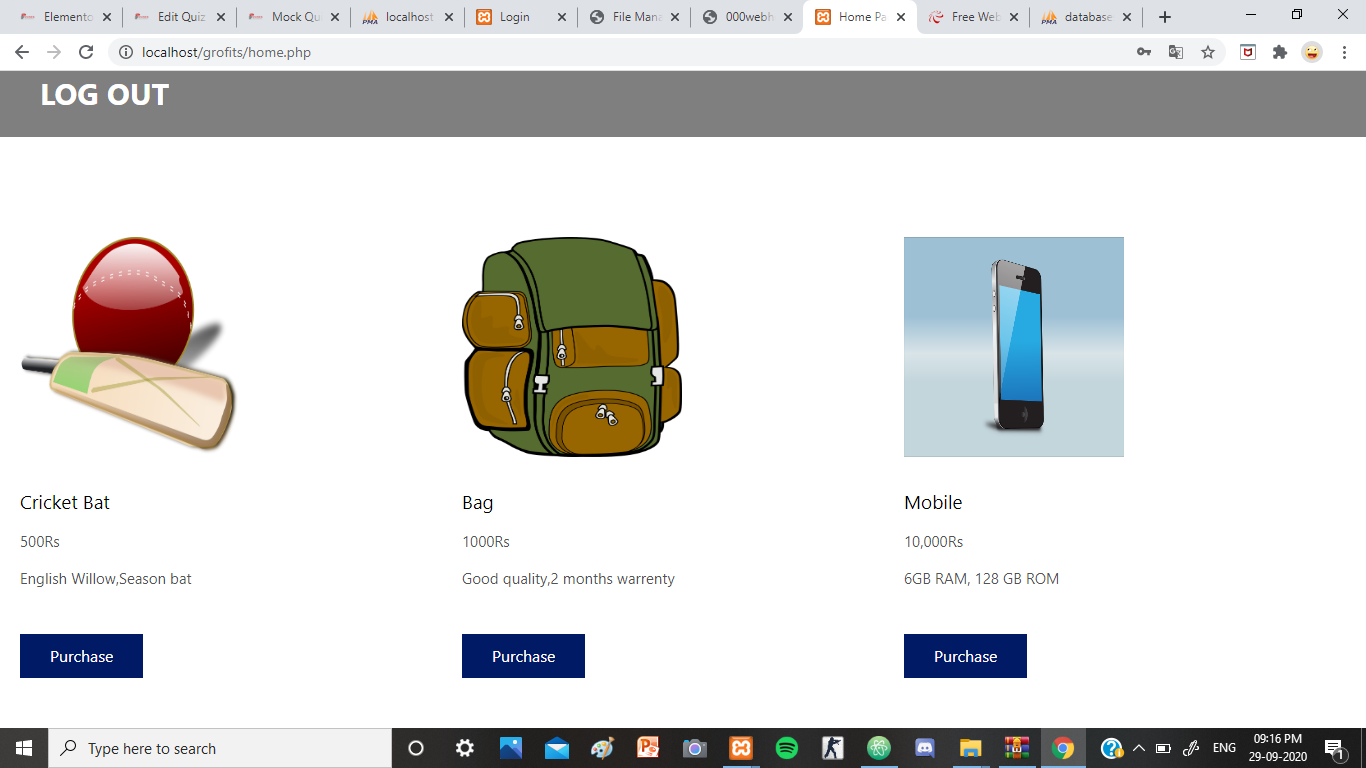 Elemento
Edit Quiz
Mock Qu
localhost
Login
File Mana
000webh
Home Pa
Free Web
database
localhost/grofits/home.php
LOG OUT
Cricket Bat
500Rs
English Willow,Season bat
Purchase
Bag
1000Rs
Good quality,2 months warrenty
Purchase
Mobile
10,000Rs
6GB RAM, 128 GB ROM
Purchase
Type here to search
ENG
09:16 PM
29-09-2020
1